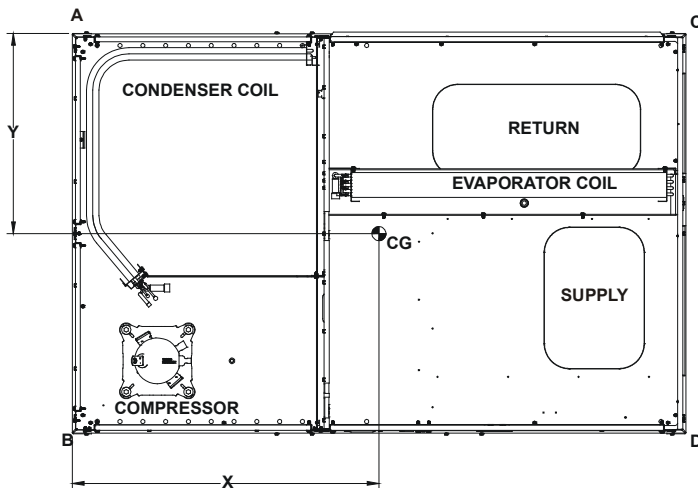 A
C
CONDENSER COIL
Y
RETURN
EVAPORATOR COIL
CG
SUPPLY
COMPRESSOR
B
D
X